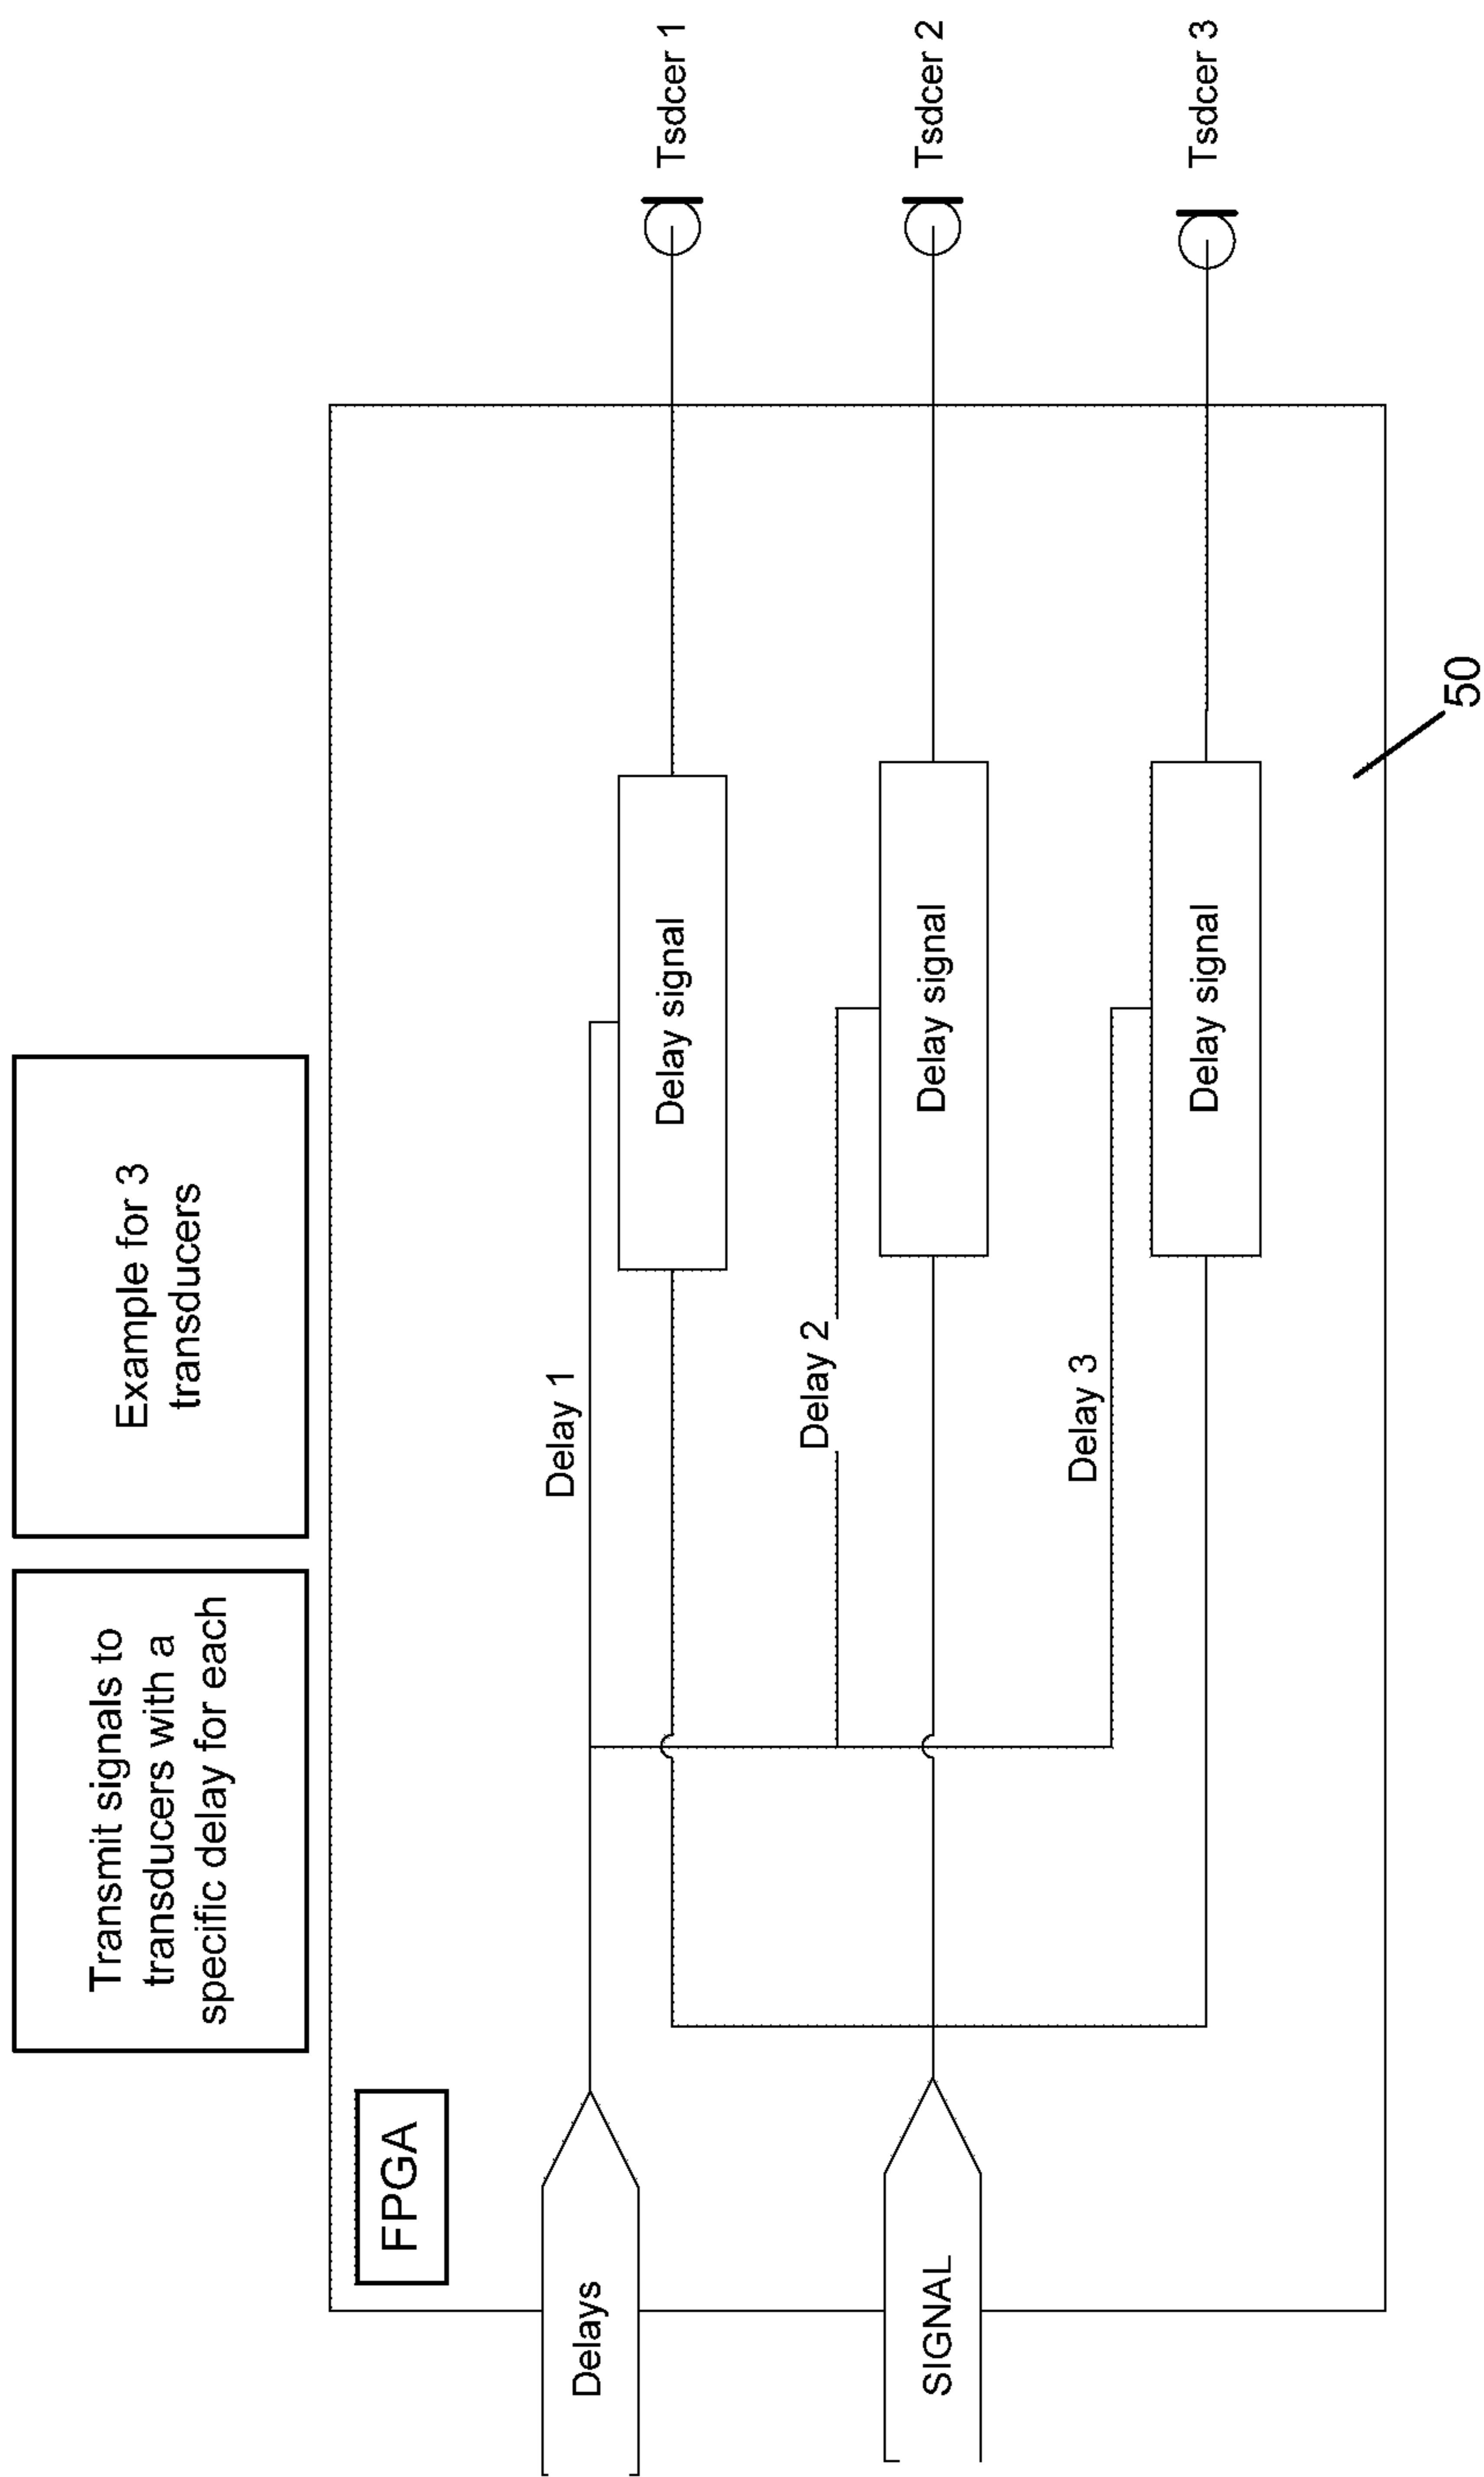 Transmit signals to
transducers with a
specific delay for each
Example for 3
transducers
FPGA
Delays
Delay 1
Delay signal
Tsdcer 1
Delay 2
SIGNAL
Delay signal
Tsdcer 2
Delay 3
Delay signal
Tsdcer 3
50